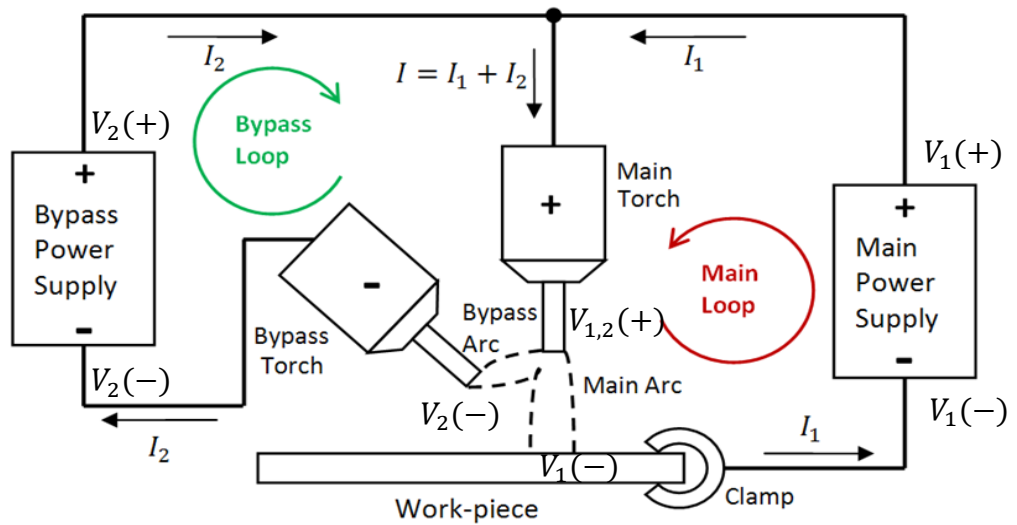 I₂
I = I₁ + I₂
I₁
V₂(+)
Bypass
Loop
V₁(+)
+
Bypass
Power
Supply
-
Main
Torch
+
+
Main
Power
Supply
-
Main
Loop
-
Bypass
Torch
Bypass
Arc
V₁,₂(+)
Main Arc
V₂(-)
V₂(-)
V₁(-)
I₂
I₁
V₁(-)
Clamp
Work-piece